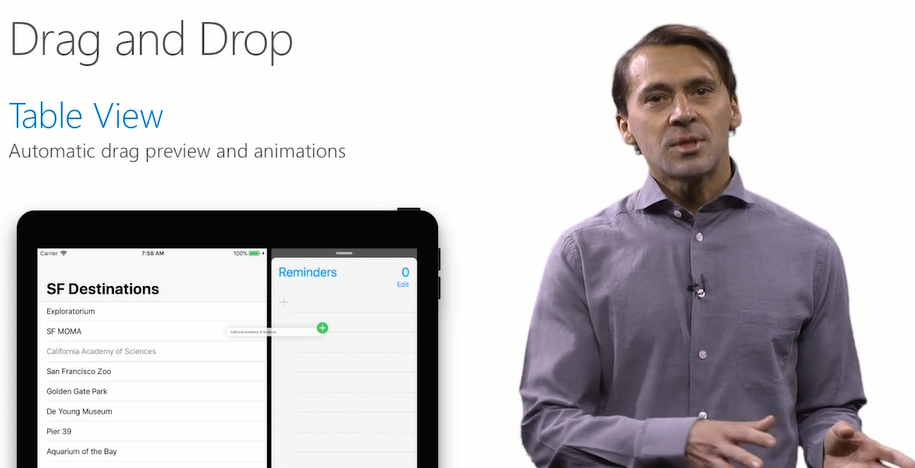 Drag and Drop
Table View
Automatic drag preview and animations
Carrier 7:58 AM 100%
SF Destinations
Exploratorium
SF MOMA
California Academy of Sciences
San Francisco Zoo
Golden Gate Park
De Young Museum
Pier 39
Aquarium of the Bay
Reminders 0
Edit
California Academy of Sciences